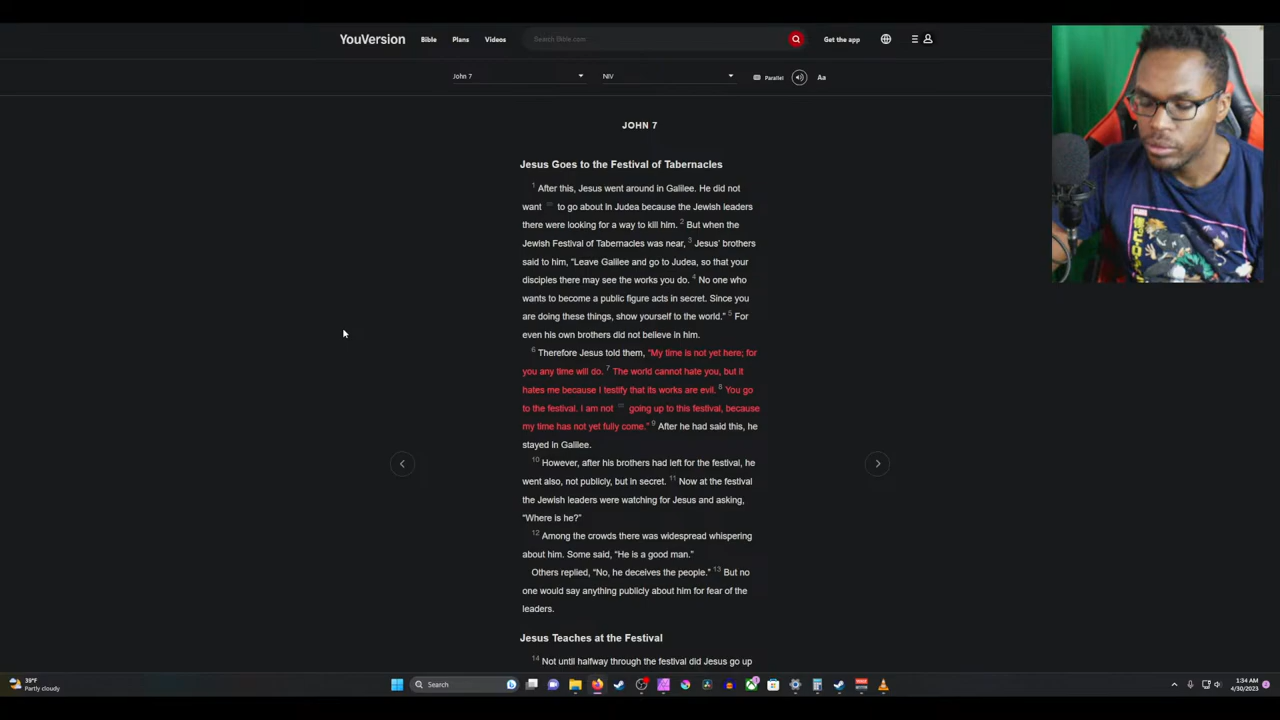 YouVersion Bible Plans Videos Search Bible.com Get the app
John 7 NIV Parallel Aa
JOHN 7
Jesus Goes to the Festival of Tabernacles
1 After this, Jesus went around in Galilee. He did not
want to go about in Judea because the Jewish leaders
there were looking for a way to kill him. 2 But when the
Jewish Festival of Tabernacles was near, 3 Jesus’ brothers
said to him, “Leave Galilee and go to Judea, so that your
disciples there may see the works you do. 4 No one who
wants to become a public figure acts in secret. Since you
are doing these things, show yourself to the world.” 5 For
even his own brothers did not believe in him.
6 Therefore Jesus told them, “My time is not yet here; for
you any time will do. 7 The world cannot hate you, but it
hates me because I testify that its works are evil. 8 You go
to the festival. I am not going up to this festival, because
my time has not yet fully come.” 9 After he had said this, he
stayed in Galilee.
10 However, after his brothers had left for the festival, he
went also, not publicly, but in secret. 11 Now at the festival
the Jewish leaders were watching for Jesus and asking,
“Where is he?”
12 Among the crowds there was widespread whispering
about him. Some said, “He is a good man.”
Others replied, “No, he deceives the people.” 13 But no
one would say anything publicly about him for fear of the
leaders.
Jesus Teaches at the Festival
14 Not until halfway through the festival did Jesus go up
39°F
Partly cloudy
Search
1:34 AM
4/30/2023